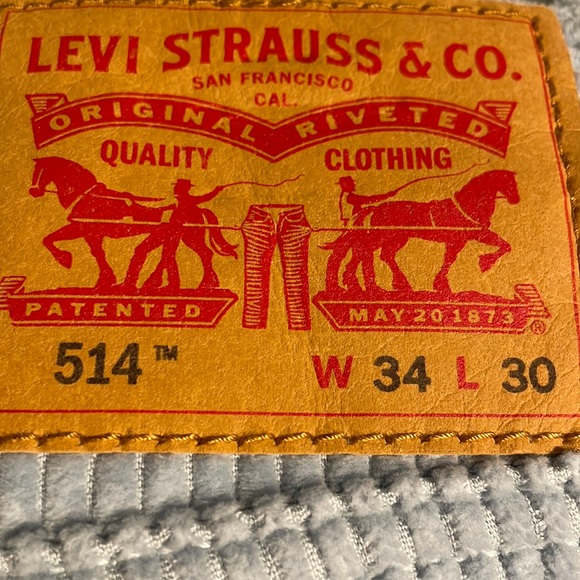 LEVI STRAUSS & CO.
SAN FRANCISCO
CAL.
ORIGINAL RIVETED
QUALITY CLOTHING
PATENTED MAY 20 1873 ®
514™ W 34 L 30